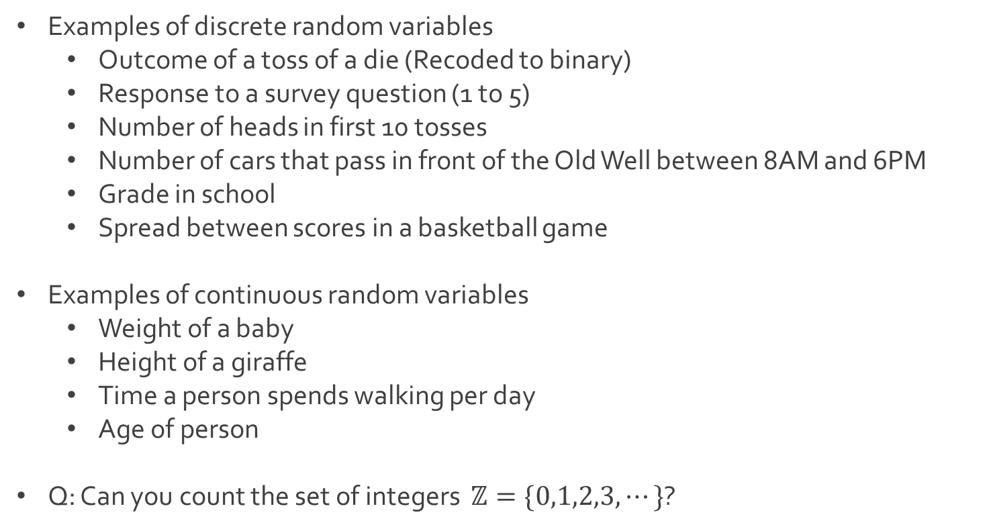 • Examples of discrete random variables
• Outcome of a toss of a die (Recoded to binary)
• Response to a survey question (1 to 5)
• Number of heads in first 10 tosses
• Number of cars that pass in front of the Old Well between 8AM and 6PM
• Grade in school
• Spread between scores in a basketball game
• Examples of continuous random variables
• Weight of a baby
• Height of a giraffe
• Time a person spends walking per day
• Age of person
• Q: Can you count the set of integers ℤ = {0,1,2,3, ⋯ }?